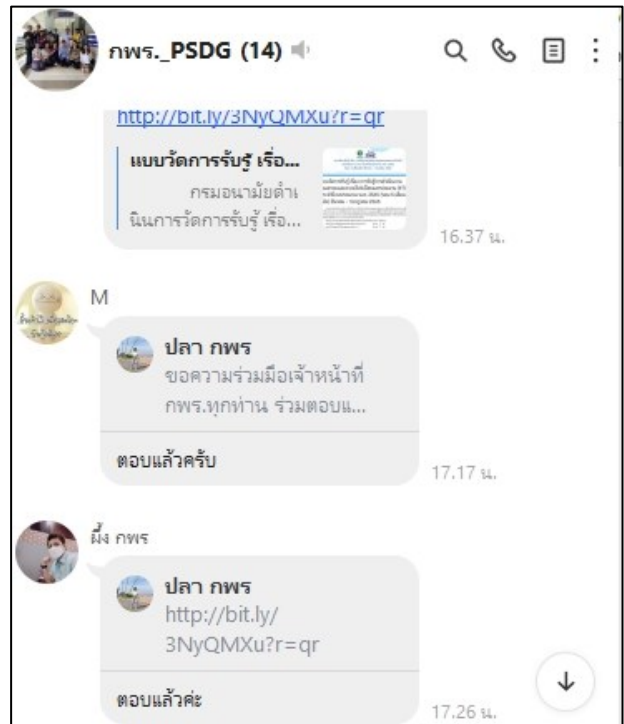 กพร._PSDG (14)
http://bit.ly/3NyQMXu?r=qr
แบบวัดการรับรู้ เรื่อ...
กรมอนามัยดำเ
นินการวัดการรับรู้ เรื่อ...
16.37 น.
M
ปลา กพร
ขอความร่วมมือเจ้าหน้าที่
กพร.ทุกท่าน ร่วมตอบแ...
ตอบแล้วครับ
17.17 น.
ผึ้ง กพร
ปลา กพร
http://bit.ly/
3NyQMXu?r=qr
ตอบแล้วค่ะ
17.26 น.